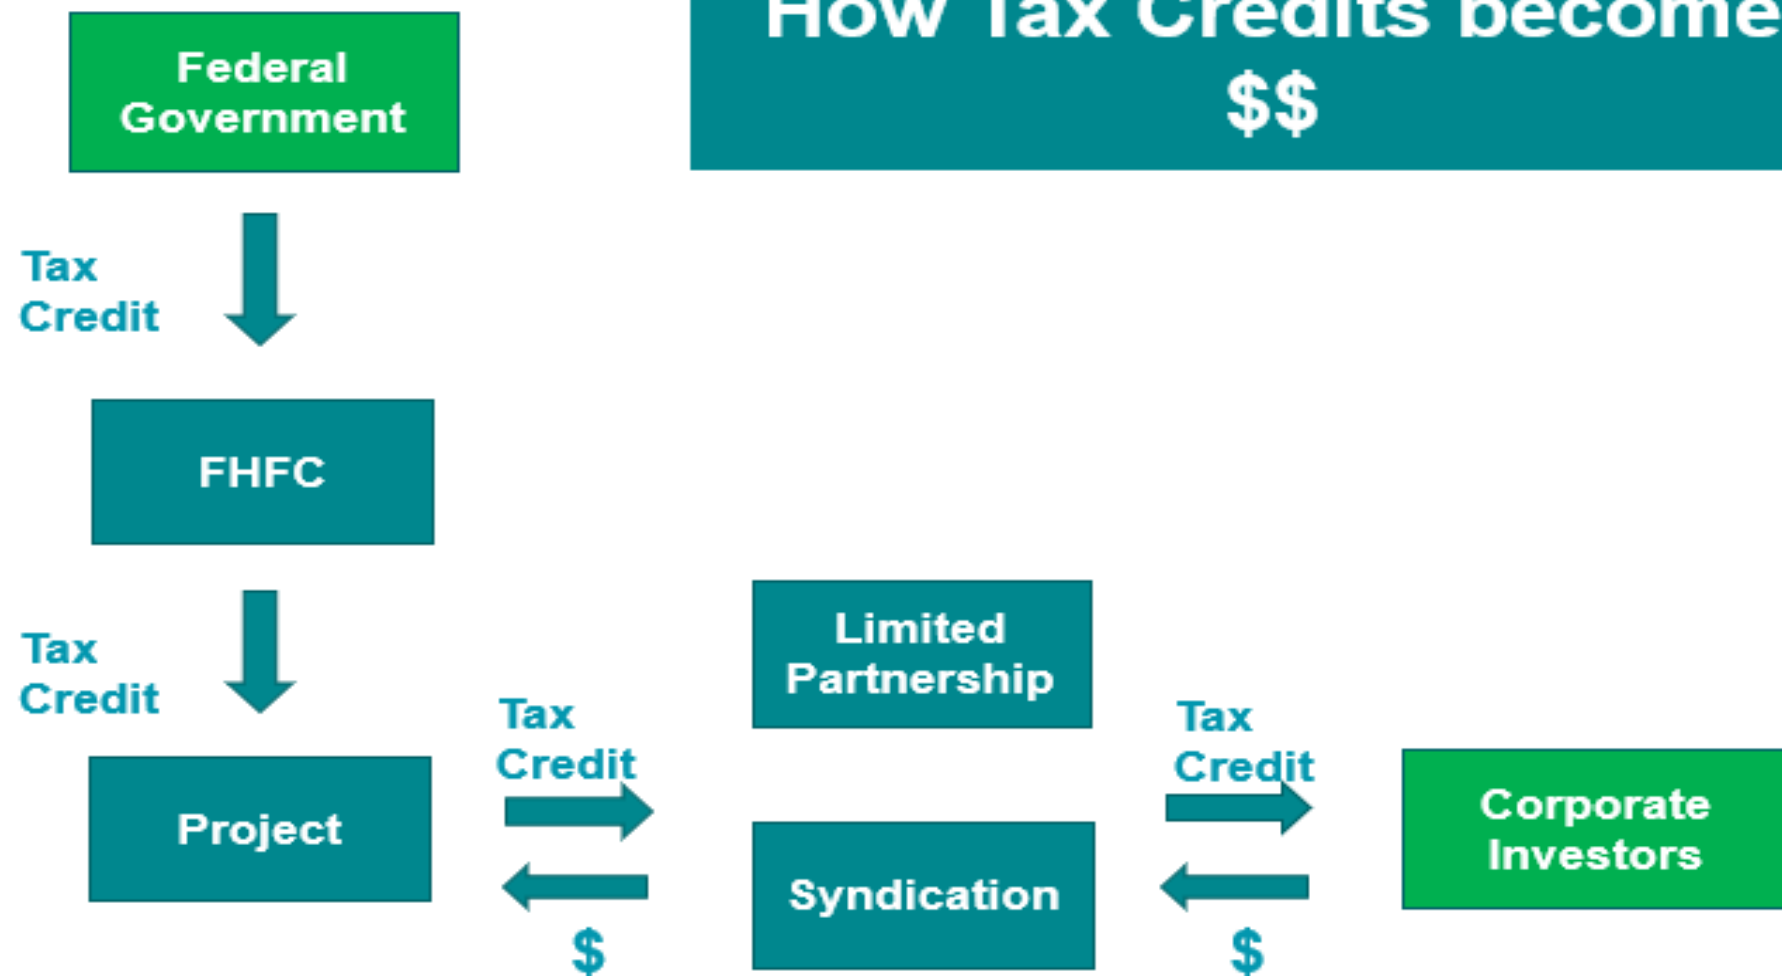 How Tax Credits become
$$
Federal
Government
Tax
Credit
FHFC
Tax
Credit
Project
Tax
Credit
$
Limited
Partnership
Syndication
Tax
Credit
$
Corporate
Investors